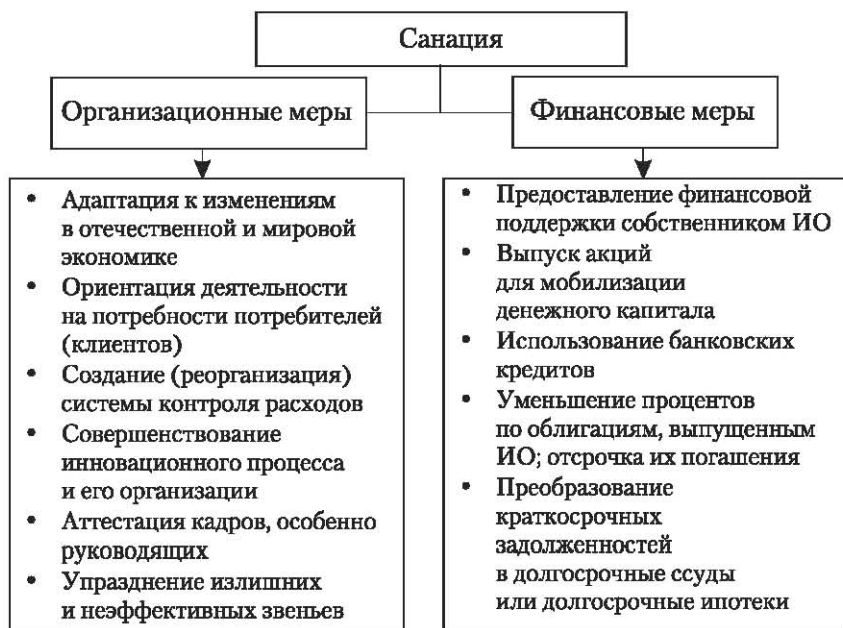 Санация
Организационные меры
Финансовые меры
• Адаптация к изменениям
в отечественной и мировой
экономике
• Ориентация деятельности
на потребности потребителей
(клиентов)
• Создание (реорганизация)
системы контроля расходов
• Совершенствование
инновационного процесса
и его организации
• Аттестация кадров, особенно
руководящих
• Упразднение излишних
и неэффективных звеньев
• Предоставление финансовой
поддержки собственником ИО
• Выпуск акций
для мобилизации
денежного капитала
• Использование банковских
кредитов
• Уменьшение процентов
по облигациям, выпущенным
ИО; отсрочка их погашения
• Преобразование
краткосрочных
задолженностей
в долгосрочные ссуды
или долгосрочные ипотеки